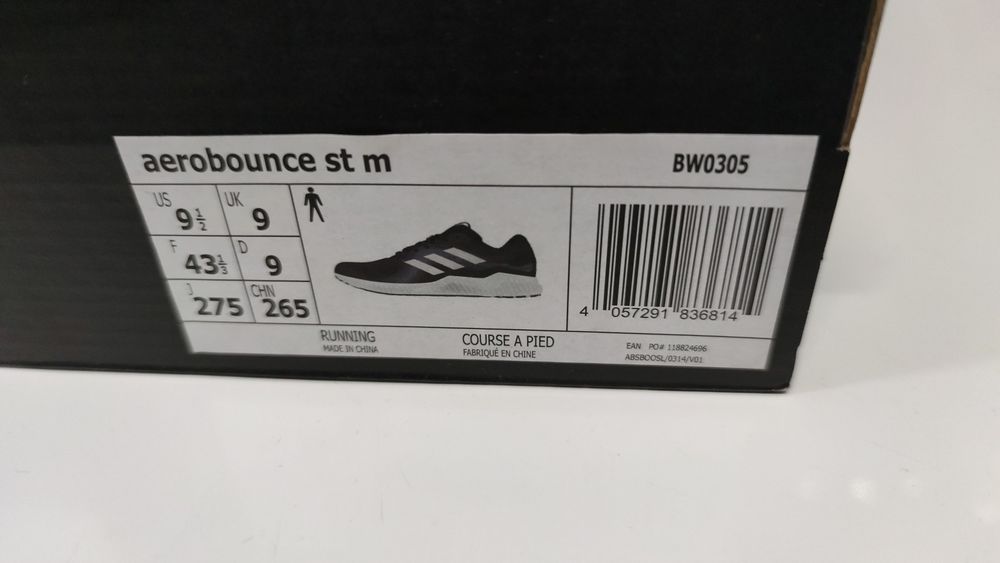 aerobounce st m
BW0305
US 9 1/2 UK 9
F 43 1/3 D 9
J 275 CHN 265
4 057291 836814
RUNNING
MADE IN CHINA
COURSE A PIED
FABRIQUÉ EN CHINE
EAN PO# 118824696
ABSBOOSL/0314/V01